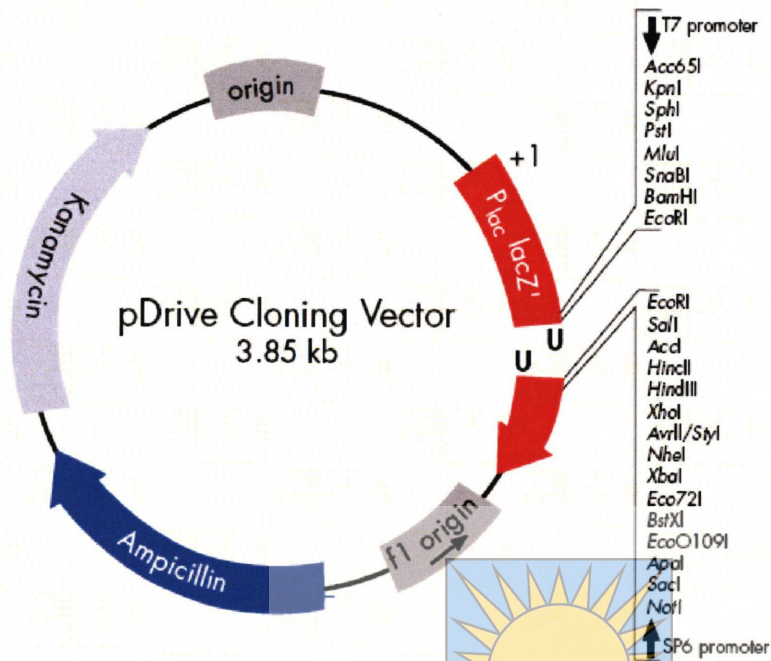 T7 promoter
Acc65I
KpnI
SphI
PstI
MluI
SnaBI
BamHI
EcoRI
origin
+1
Plac lacZ'
Kanamycin
pDrive Cloning Vector
3.85 kb
U
U
EcoRI
SalI
AccI
HincII
HindIII
XhoI
AvrII/StyI
NheI
XbaI
Eco72I
BstXI
EcoO109I
ApaI
SacI
NotI
SP6 promoter
f1 origin
Ampicillin